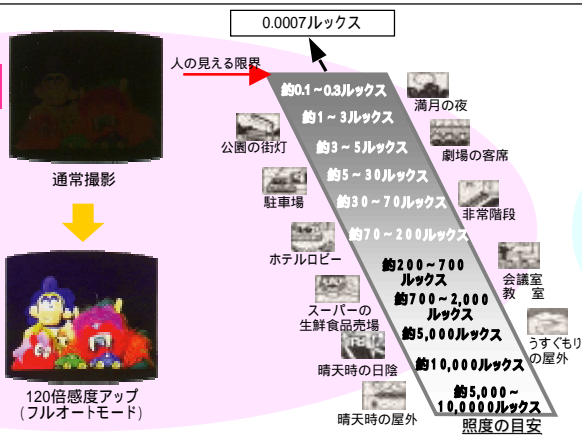 0.0007ルックス
人の見える限界
約0.1～0.3ルックス
満月の夜
約1～3ルックス
公園の街灯
約3～5ルックス
劇場の客席
約5～30ルックス
駐車場
約30～70ルックス
非常階段
約70～200ルックス
ホテルロビー
約200～700
ルックス
会議室
教　室
約700～2,000
ルックス
スーパーの
生鮮食品売場
約5,000ルックス
うすぐもり
の屋外
晴天時の日陰
約10,000ルックス
約5,000～
10,0000ルックス
晴天時の屋外
照度の目安
通常撮影
120倍感度アップ
(フルオートモード)